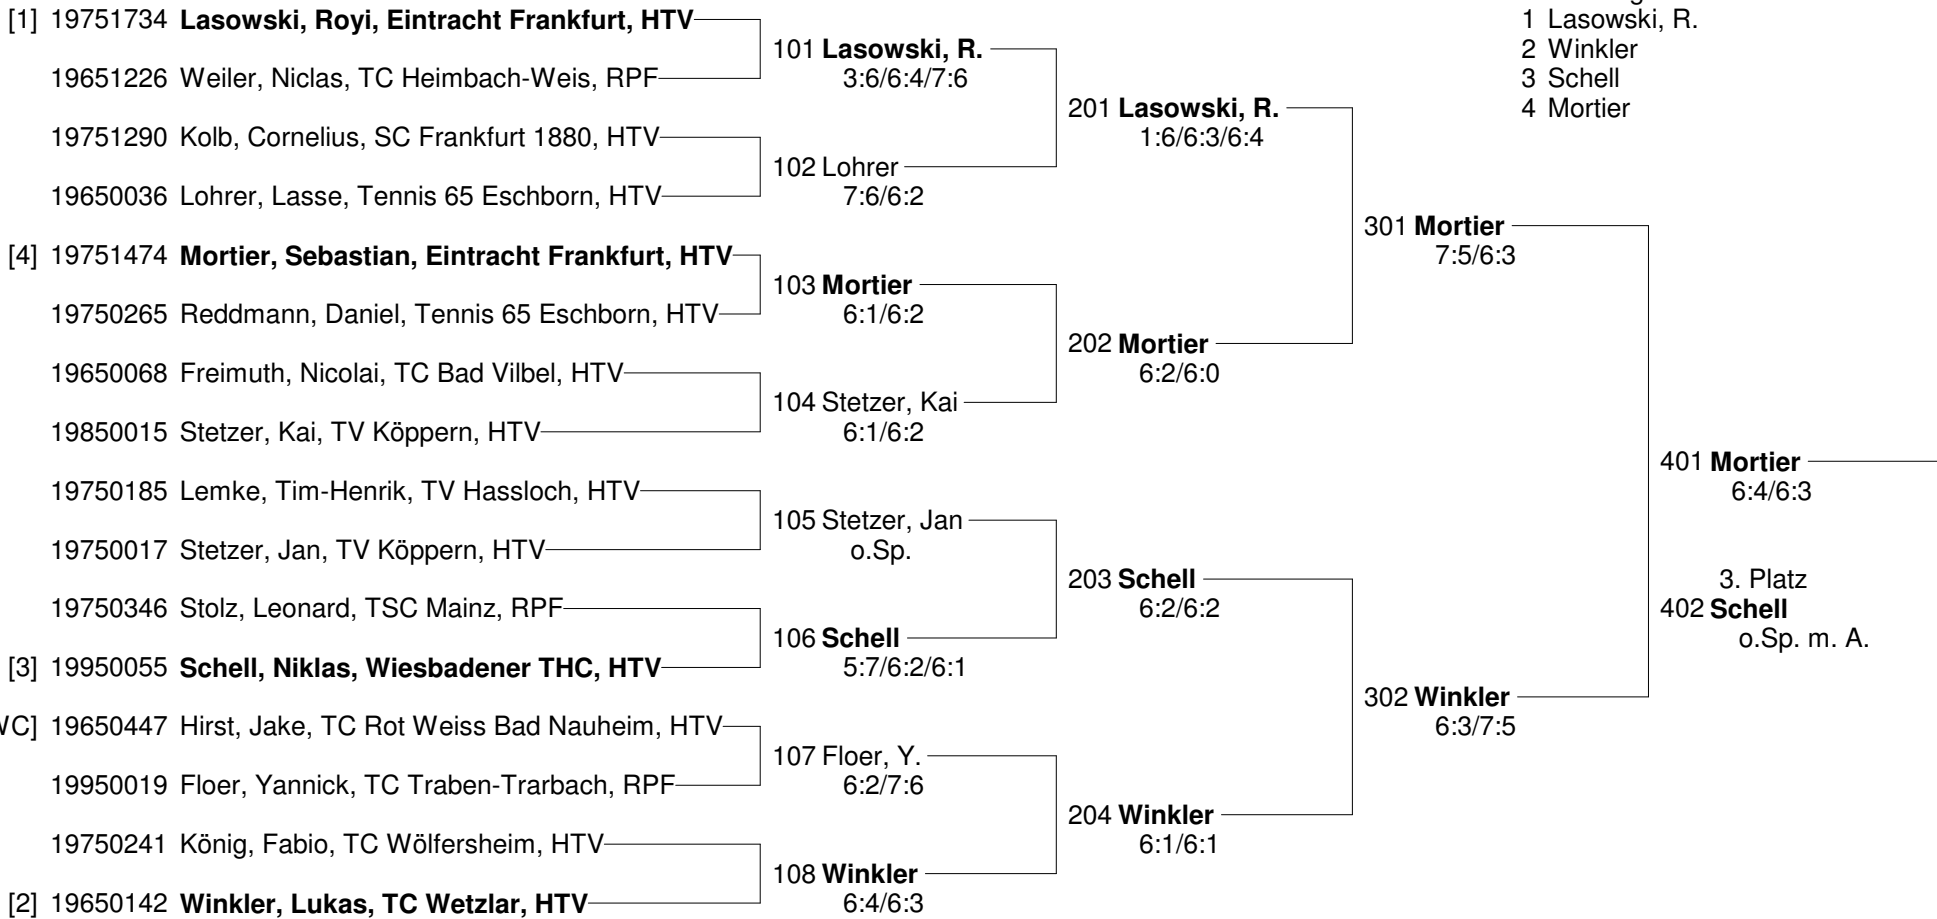 [1] 19751734 Lasowski, Royi, Eintracht Frankfurt, HTV
19651226 Weiler, Niclas, TC Heimbach-Weis, RPF
19751290 Kolb, Cornelius, SC Frankfurt 1880, HTV
19650036 Lohrer, Lasse, Tennis 65 Eschborn, HTV
[4] 19751474 Mortier, Sebastian, Eintracht Frankfurt, HTV
19750265 Reddmann, Daniel, Tennis 65 Eschborn, HTV
19650068 Freimuth, Nicolai, TC Bad Vilbel, HTV
19850015 Stetzer, Kai, TV Köppern, HTV
19750185 Lemke, Tim-Henrik, TV Hassloch, HTV
19750017 Stetzer, Jan, TV Köppern, HTV
19750346 Stolz, Leonard, TSC Mainz, RPF
[3] 19950055 Schell, Niklas, Wiesbadener THC, HTV
19650447 Hirst, Jake, TC Rot Weiss Bad Nauheim, HTV
19950019 Floer, Yannick, TC Traben-Trarbach, RPF
19750241 König, Fabio, TC Wölfersheim, HTV
[2] 19650142 Winkler, Lukas, TC Wetzlar, HTV
101 Lasowski, R.
3:6/6:4/7:6
102 Lohrer
7:6/6:2
103 Mortier
6:1/6:2
104 Stetzer, Kai
6:1/6:2
105 Stetzer, Jan
o.Sp.
106 Schell
5:7/6:2/6:1
107 Floer, Y.
6:2/7:6
108 Winkler
6:4/6:3
201 Lasowski, R.
1:6/6:3/6:4
202 Mortier
6:2/6:0
203 Schell
6:2/6:2
204 Winkler
6:1/6:1
301 Mortier
7:5/6:3
302 Winkler
6:3/7:5
401 Mortier
6:4/6:3
3. Platz
402 Schell
o.Sp. m. A.
1 Lasowski, R.
2 Winkler
3 Schell
4 Mortier